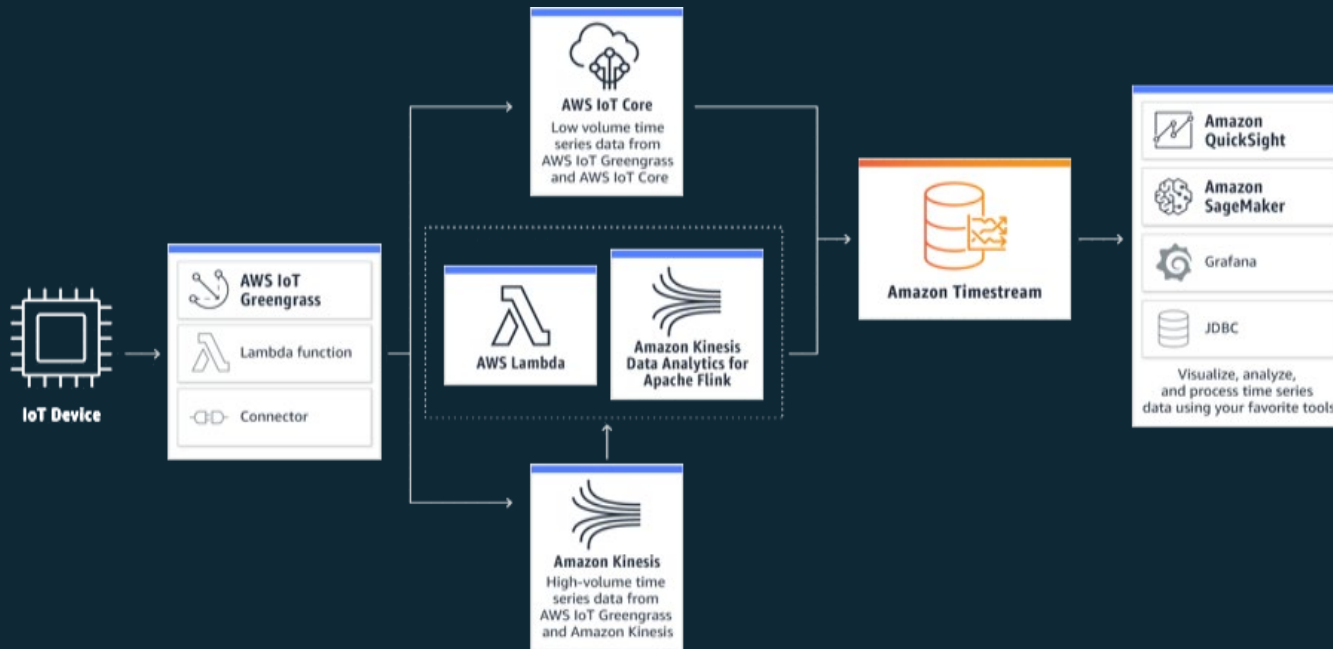 IoT Device
AWS IoT
Greengrass
Lambda function
Connector
AWS IoT Core
Low volume time
series data from
AWS IoT Greengrass
and AWS IoT Core
AWS Lambda
Amazon Kinesis
Data Analytics for
Apache Flink
Amazon Kinesis
High-volume time
series data from
AWS IoT Greengrass
and Amazon Kinesis
Amazon Timestream
Amazon
QuickSight
Amazon
SageMaker
Grafana
JDBC
Visualize, analyze,
and process time series
data using your favorite tools